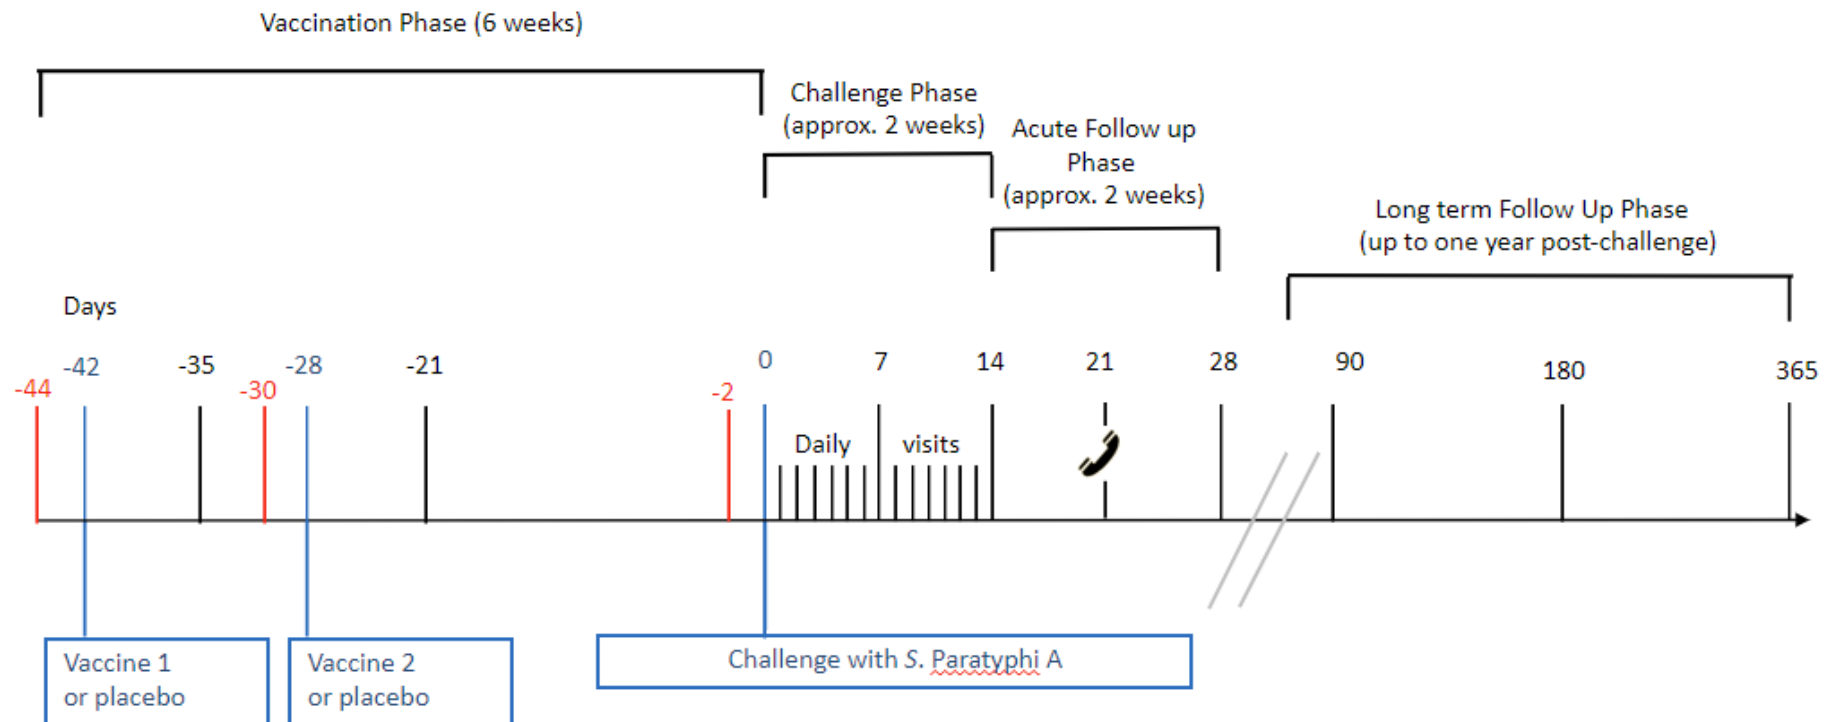 Vaccination Phase (6 weeks)
Challenge Phase
(approx. 2 weeks)
Acute Follow up
Phase
(approx. 2 weeks)
Long term Follow Up Phase
(up to one year post-challenge)
Days
-44
-42
-35
-30
-28
-21
-2
0
7
14
21
28
90
180
365
Daily visits
Vaccine 1
or placebo
Vaccine 2
or placebo
Challenge with S. Paratyphi A